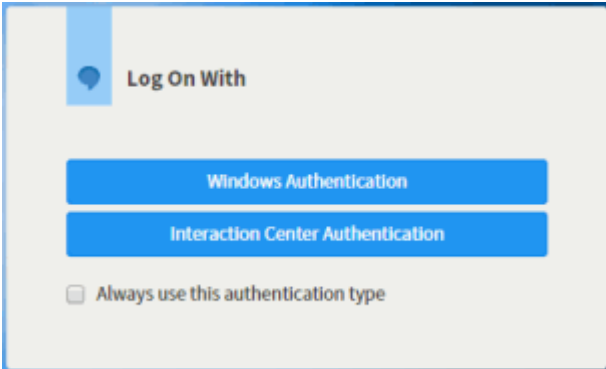 Log On With
Windows Authentication
Interaction Center Authentication
Always use this authentication type